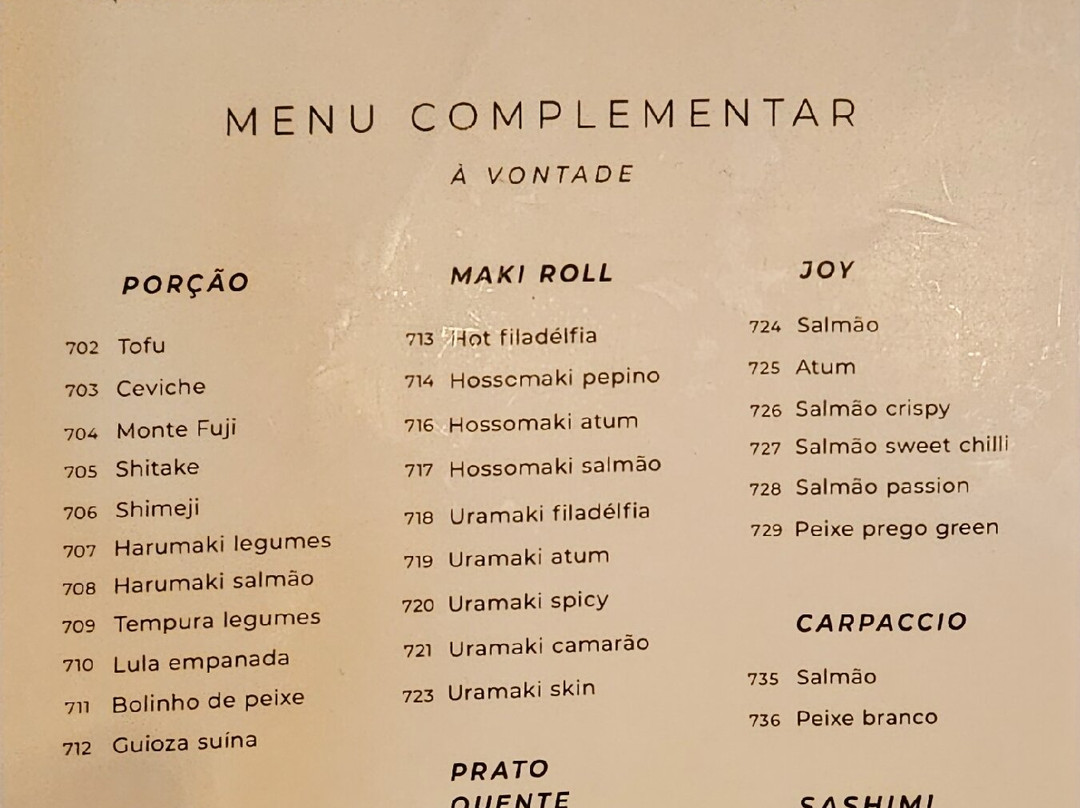 MENU COMPLEMENTAR
À VONTADE
PORÇÃO
702 Tofu
703 Ceviche
704 Monte Fuji
705 Shitake
706 Shimeji
707 Harumaki legumes
708 Harumaki salmão
709 Tempura legumes
710 Lula empanada
711 Bolinho de peixe
712 Guioza suína
MAKI ROLL
713 Hot filadélfia
714 Hossomaki pepino
716 Hossomaki atum
717 Hossomaki salmão
718 Uramaki filadélfia
719 Uramaki atum
720 Uramaki spicy
721 Uramaki camarão
723 Uramaki skin
PRATO
QUENTE
JOY
724 Salmão
725 Atum
726 Salmão crispy
727 Salmão sweet chilli
728 Salmão passion
729 Peixe prego green
CARPACCIO
735 Salmão
736 Peixe branco
SASHIMI